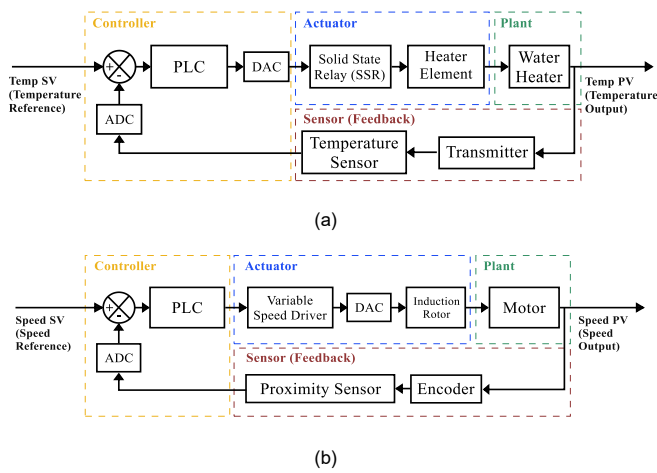 Controller
Actuator
Plant
+
-
PLC
DAC
Solid State
Relay (SSR)
Heater
Element
Water
Heater
Temp SV
(Temperature
Reference)
Temp PV
(Temperature
Output)
ADC
Sensor (Feedback)
Temperature
Sensor
Transmitter
(a)
Controller
Actuator
Plant
+
-
PLC
Variable
Speed Driver
DAC
Induction
Rotor
Motor
Speed SV
(Speed
Reference)
Speed PV
(Speed
Output)
ADC
Sensor (Feedback)
Proximity Sensor
Encoder
(b)